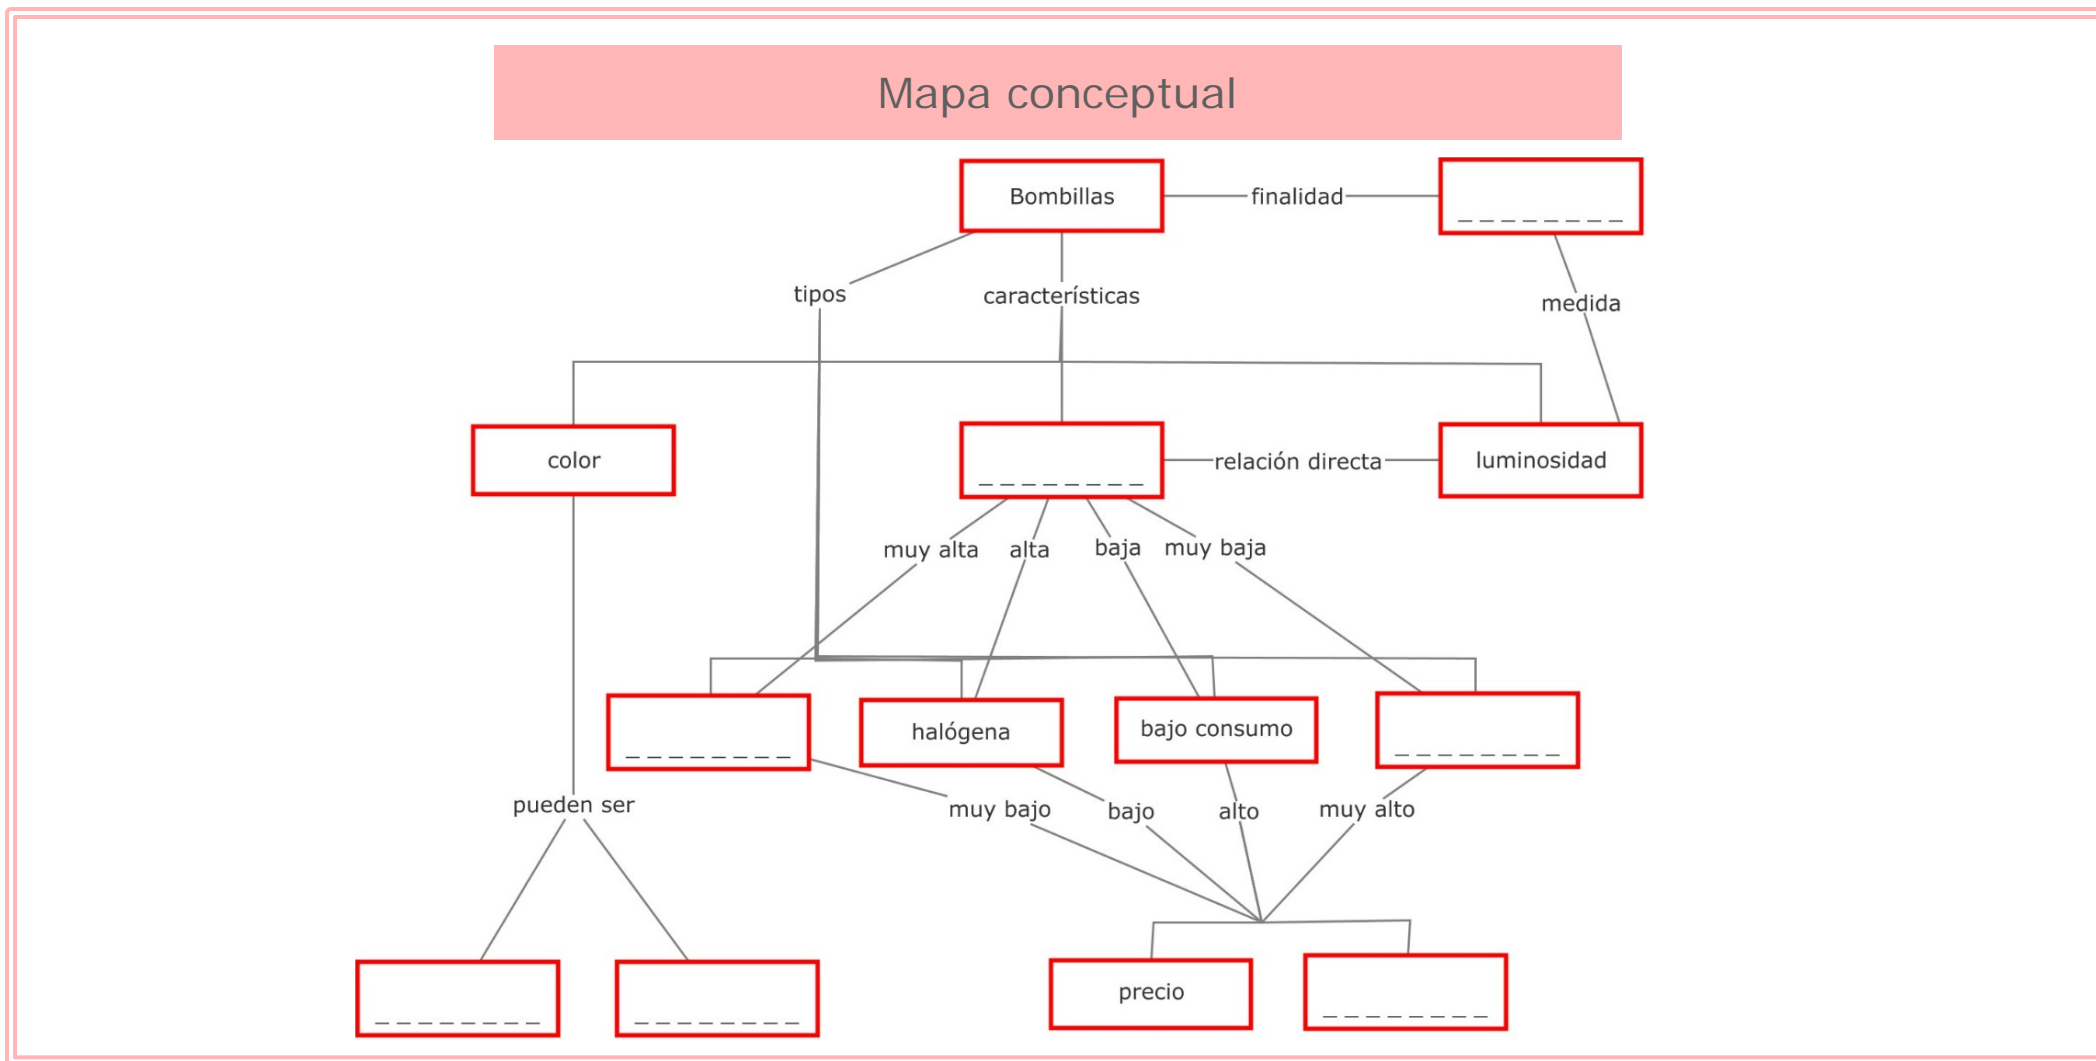 Mapa conceptual
Bombillas
finalidad
_ _ _ _ _ _ _ _
tipos
características
medida
color
_ _ _ _ _ _ _ _
relación directa
luminosidad
muy alta
alta
baja
muy baja
_ _ _ _ _ _ _ _
halógena
bajo consumo
_ _ _ _ _ _ _ _
pueden ser
muy bajo
bajo
alto
muy alto
_ _ _ _ _ _ _ _
_ _ _ _ _ _ _ _
precio
_ _ _ _ _ _ _ _